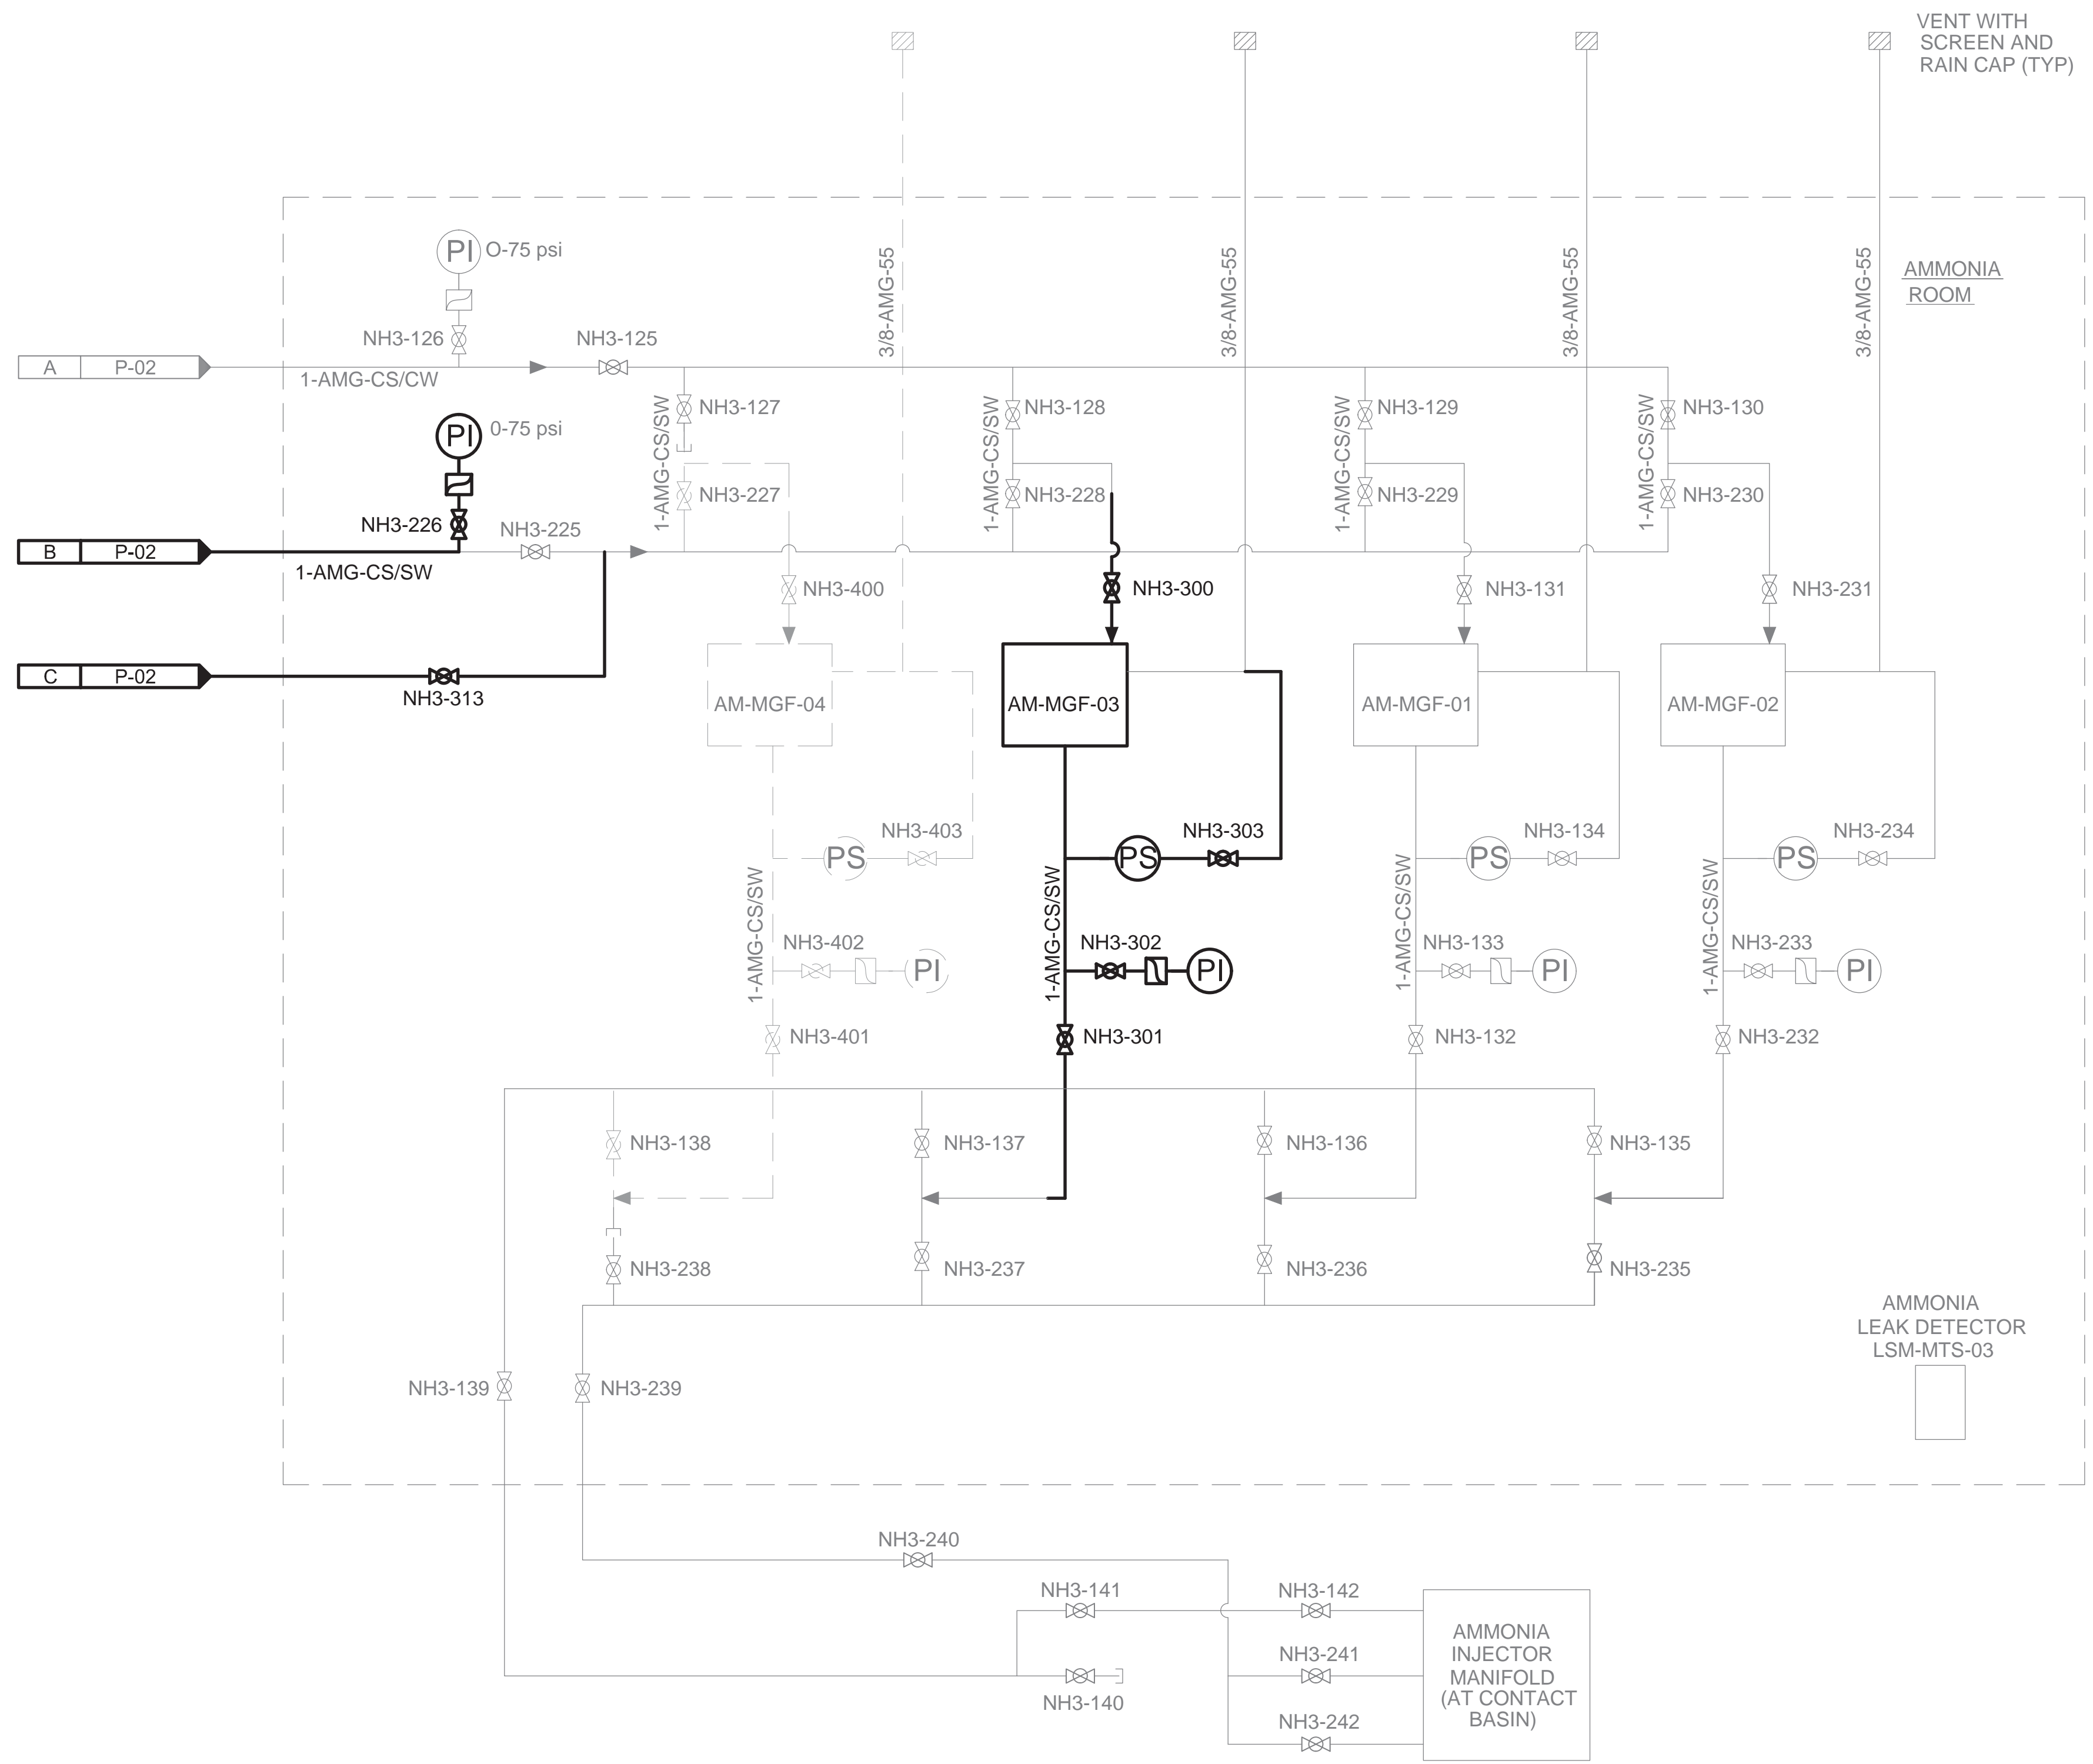 VENT WITH
SCREEN AND
RAIN CAP (TYP)
PI O-75 psi
3/8-AMG-55
3/8-AMG-55
3/8-AMG-55
3/8-AMG-55
AMMONIA
ROOM
NH3-126
NH3-125
A P-02
1-AMG-CS/CW
NH3-127
NH3-128
NH3-129
NH3-130
PI 0-75 psi
1-AMG-CS/SW
1-AMG-CS/SW
1-AMG-CS/SW
1-AMG-CS/SW
NH3-227
NH3-228
NH3-229
NH3-230
NH3-226
NH3-225
B P-02
1-AMG-CS/SW
NH3-400
NH3-300
NH3-131
NH3-231
C P-02
NH3-313
AM-MGF-04
AM-MGF-03
AM-MGF-01
AM-MGF-02
NH3-403
NH3-303
NH3-134
NH3-234
PS
PS
PS
PS
1-AMG-CS/SW
1-AMG-CS/SW
1-AMG-CS/SW
1-AMG-CS/SW
NH3-402
NH3-302
NH3-133
NH3-233
PI
PI
PI
PI
NH3-401
NH3-301
NH3-132
NH3-232
NH3-138
NH3-137
NH3-136
NH3-135
NH3-238
NH3-237
NH3-236
NH3-235
AMMONIA
LEAK DETECTOR
LSM-MTS-03
NH3-139
NH3-239
NH3-240
NH3-141
NH3-142
NH3-241
NH3-140
NH3-242
AMMONIA
INJECTOR
MANIFOLD
(AT CONTACT
BASIN)